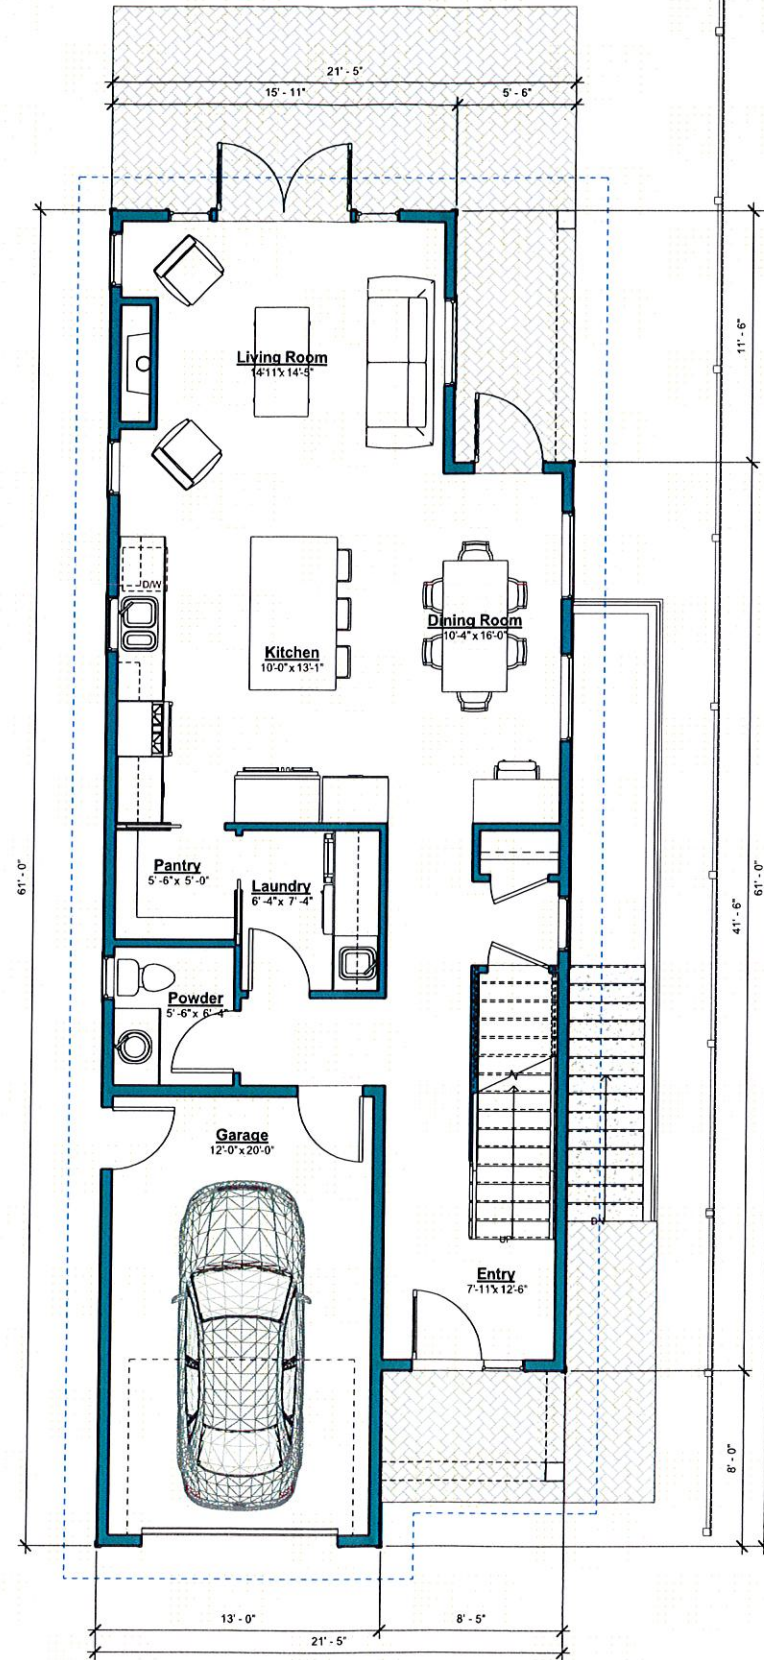 21' - 5"
15' - 11"
5' - 6"
11' - 6"
Living Room
14'11" x 14'-5"
D/W
Dining Room
10'-4" x 16'-0"
Kitchen
10'-0" x 13'-1"
61' - 0"
41' - 6"
61' - 0"
Pantry
5' -6" x 5' -0"
Laundry
6' -4" x 7' -4"
Powder
5' -6" x 6' -4"
Garage
12'-0" x 20'-0"
UP
Entry
7'-11" x 12'-6"
8' - 0"
13' - 0"
8' - 5"
21' - 5"